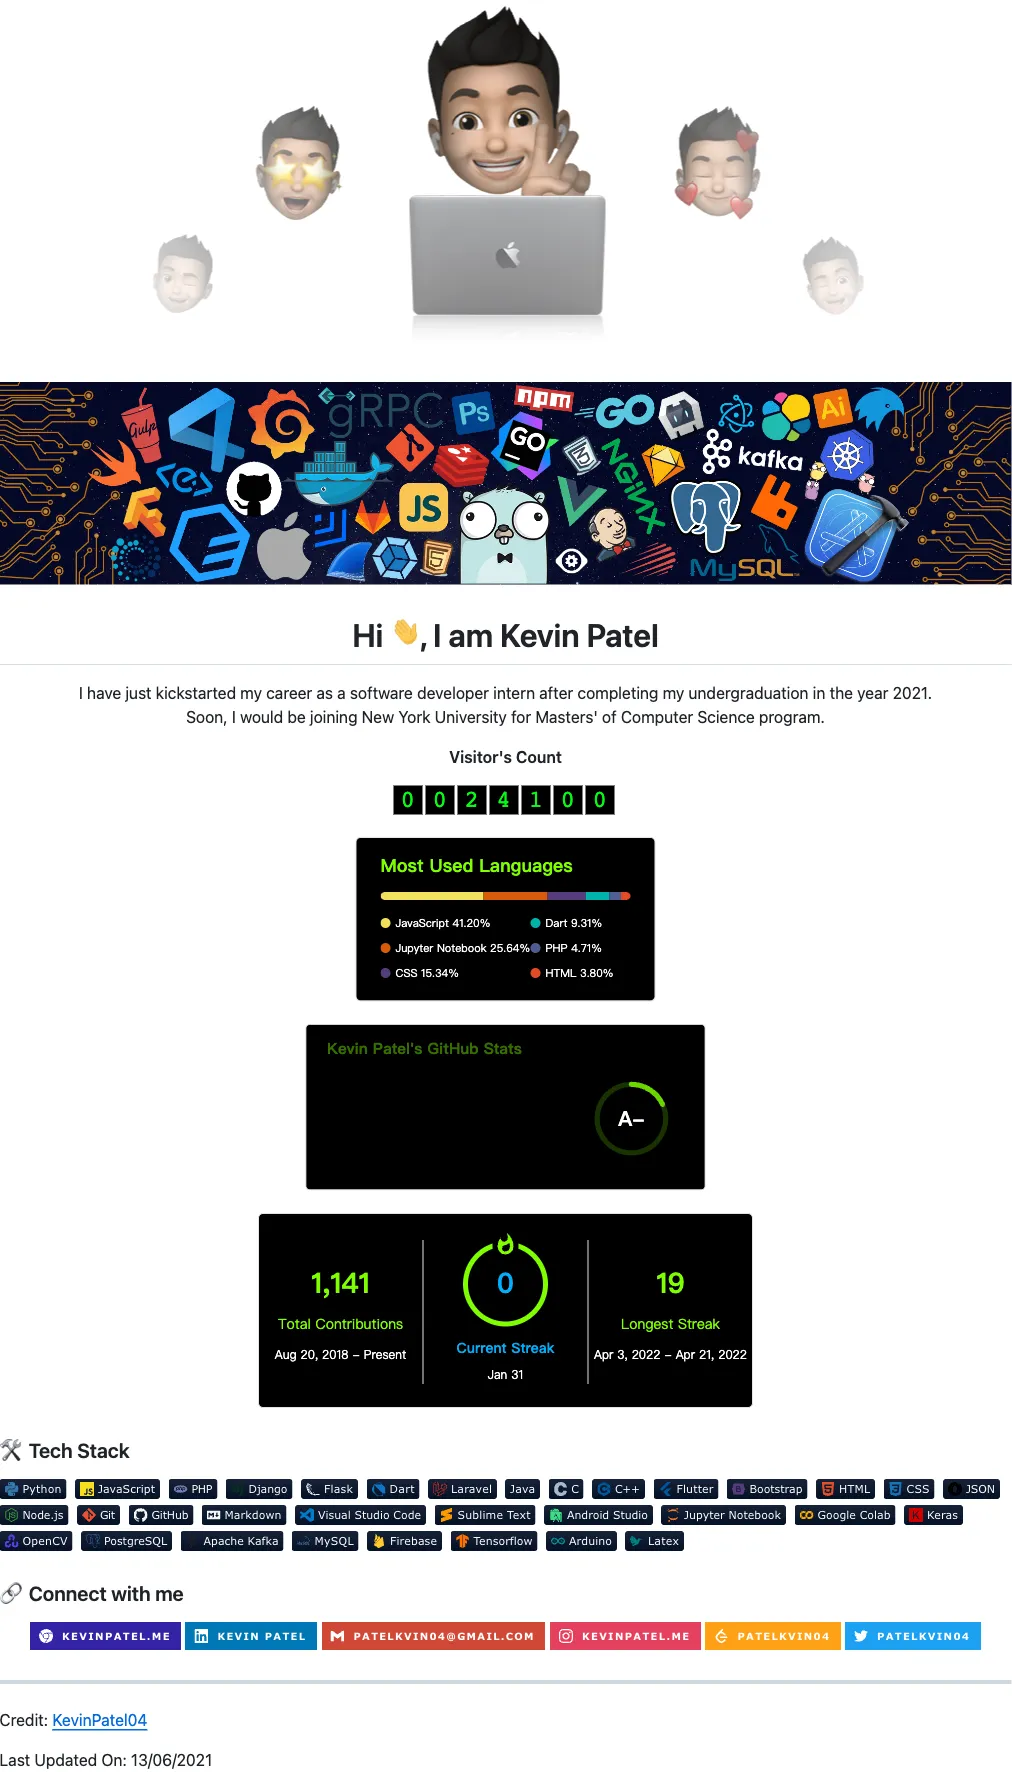 Gulp
gRPC
Ps
npm
GO
Ai
GO
kafka
JS
NGiNX
MySQL
Hi 👋, I am Kevin Patel
I have just kickstarted my career as a software developer intern after completing my undergraduation in the year 2021.
Soon, I would be joining New York University for Masters' of Computer Science program.
Visitor's Count
0 0 2 4 1 0 0
Most Used Languages
JavaScript 41.20% Dart 9.31%
Jupyter Notebook 25.64% PHP 4.71%
CSS 15.34% HTML 3.80%
Kevin Patel's GitHub Stats
A-
1,141 0 19
Total Contributions Current Streak Longest Streak
Aug 20, 2018 - Present Jan 31 Apr 3, 2022 - Apr 21, 2022
🛠 Tech Stack
Python JS JavaScript php PHP Django Flask Dart Laravel Java C C++ Flutter Bootstrap HTML CSS JSON
Node.js Git GitHub Markdown Visual Studio Code Sublime Text Android Studio Jupyter Notebook Google Colab Keras
OpenCV PostgreSQL Apache Kafka MySQL Firebase Tensorflow Arduino Latex
🔗 Connect with me
KEVINPATEL.ME KEVIN PATEL PATELKVIN04@GMAIL.COM KEVINPATEL.ME PATELKVIN04 PATELKVIN04
Credit: KevinPatel04
Last Updated On: 13/06/2021